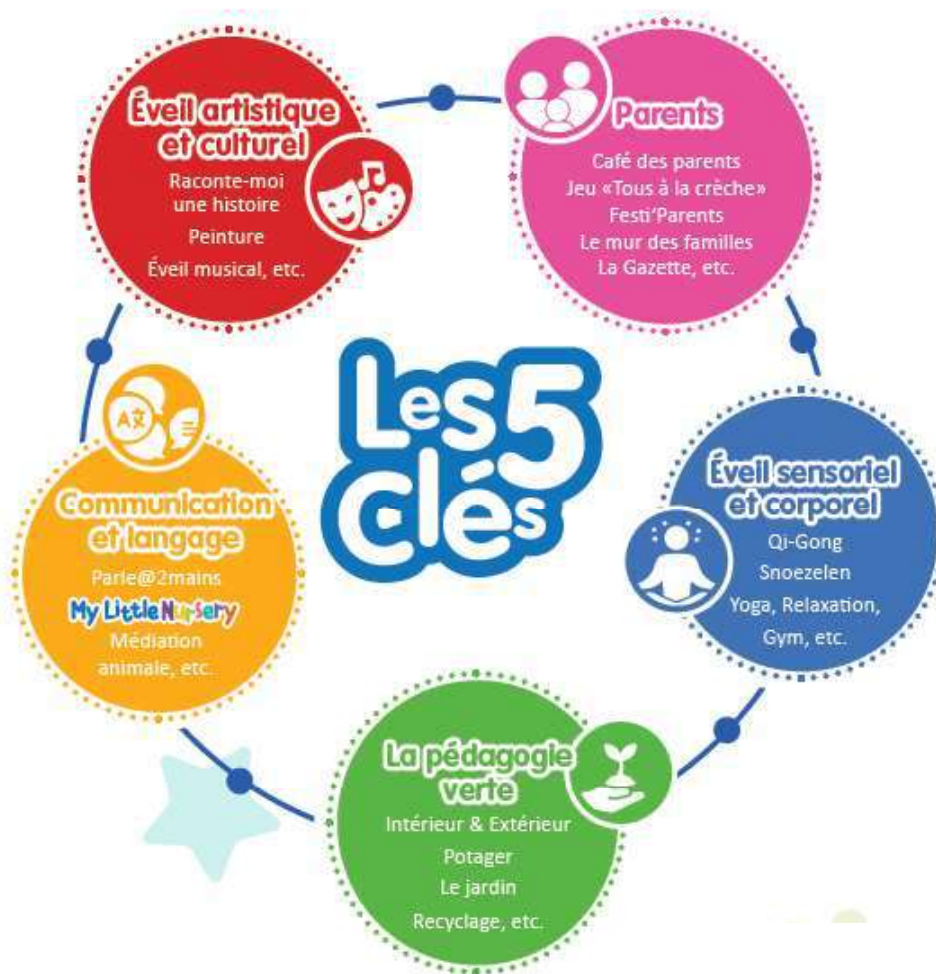 Éveil artistique
et culturel
Raconte-moi
une histoire
Peinture
Éveil musical, etc.
Parents
Café des parents
Jeu «Tous à la crèche»
Festi'Parents
Le mur des familles
La Gazette, etc.
Les 5
clés
Communication
et langage
Parle@2mains
My Little Nursery
Médiation
animale, etc.
Éveil sensoriel
et corporel
Qi-Gong
Snoezelen
Yoga, Relaxation,
Gym, etc.
La pédagogie
verte
Intérieur & Extérieur
Potager
Le jardin
Recyclage, etc.